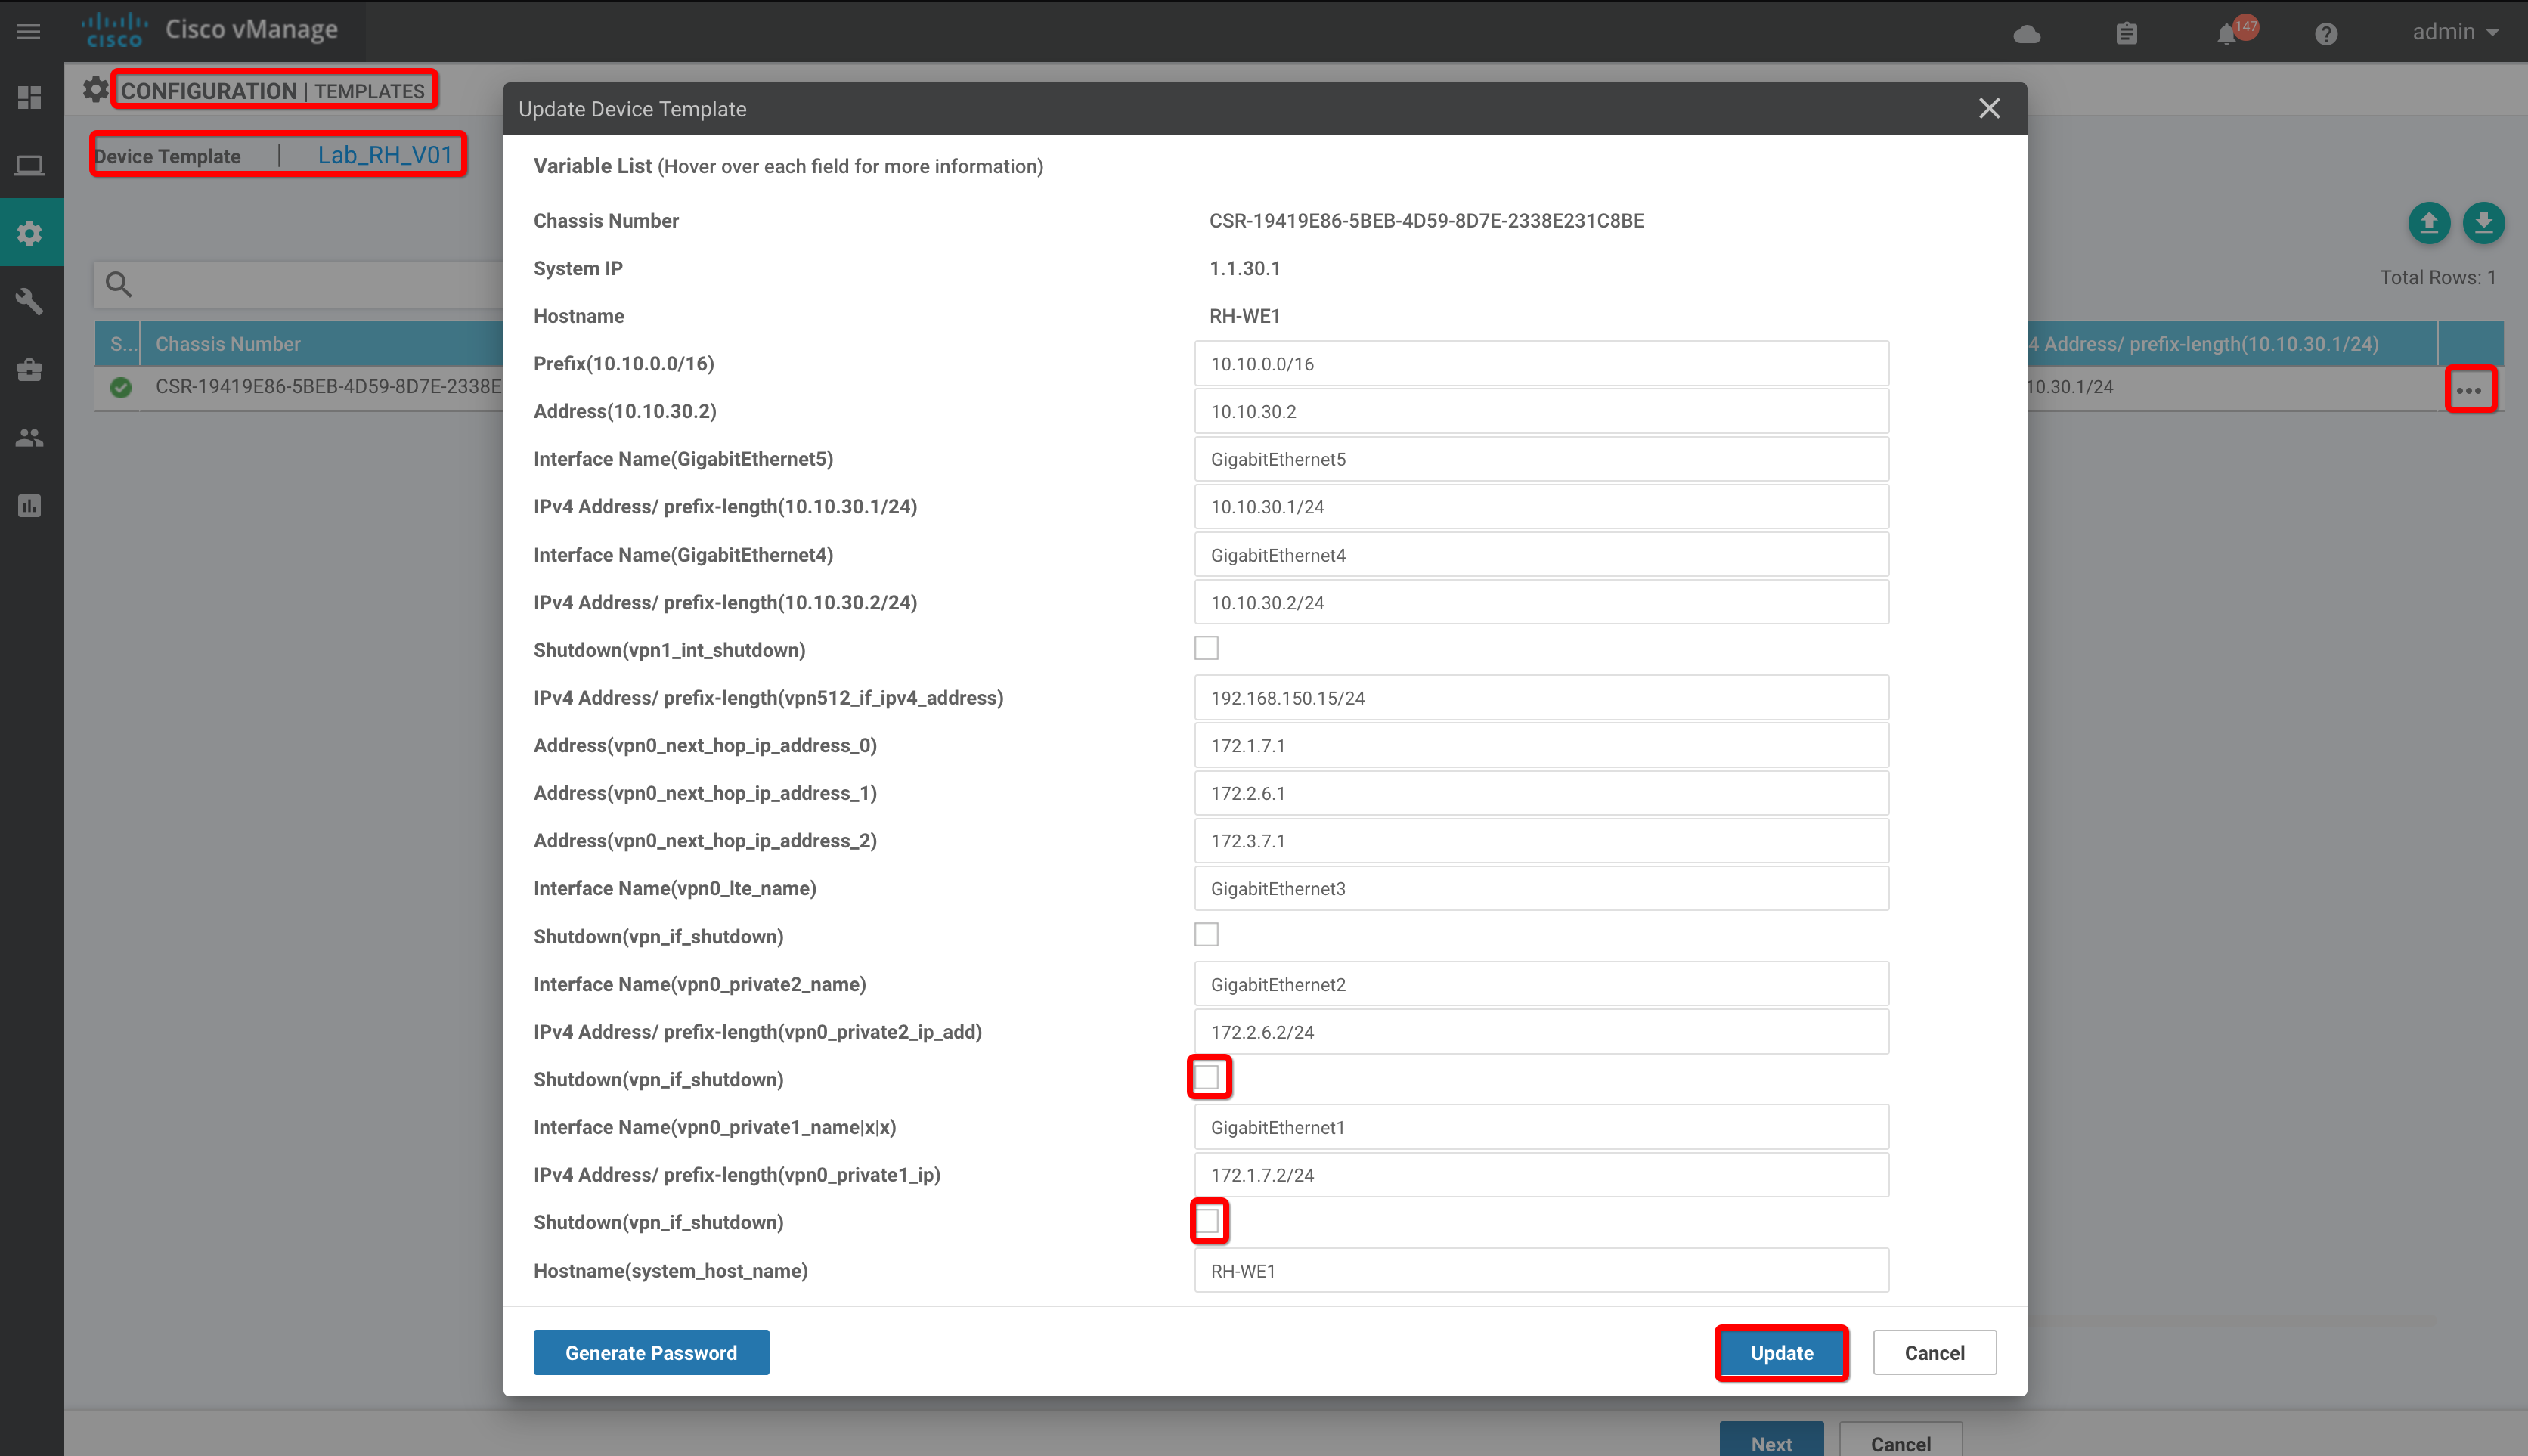 CISCO Cisco vManage
147
admin
CONFIGURATION | TEMPLATES
Device Template | Lab_RH_V01
Total Rows: 1
S... Chassis Number
4 Address/ prefix-length(10.10.30.1/24)
CSR-19419E86-5BEB-4D59-8D7E-2338E
10.30.1/24
Update Device Template
Variable List (Hover over each field for more information)
Chassis Number CSR-19419E86-5BEB-4D59-8D7E-2338E231C8BE
System IP 1.1.30.1
Hostname RH-WE1
Prefix(10.10.0.0/16) 10.10.0.0/16
Address(10.10.30.2) 10.10.30.2
Interface Name(GigabitEthernet5) GigabitEthernet5
IPv4 Address/ prefix-length(10.10.30.1/24) 10.10.30.1/24
Interface Name(GigabitEthernet4) GigabitEthernet4
IPv4 Address/ prefix-length(10.10.30.2/24) 10.10.30.2/24
Shutdown(vpn1_int_shutdown)
IPv4 Address/ prefix-length(vpn512_if_ipv4_address) 192.168.150.15/24
Address(vpn0_next_hop_ip_address_0) 172.1.7.1
Address(vpn0_next_hop_ip_address_1) 172.2.6.1
Address(vpn0_next_hop_ip_address_2) 172.3.7.1
Interface Name(vpn0_lte_name) GigabitEthernet3
Shutdown(vpn_if_shutdown)
Interface Name(vpn0_private2_name) GigabitEthernet2
IPv4 Address/ prefix-length(vpn0_private2_ip_add) 172.2.6.2/24
Shutdown(vpn_if_shutdown)
Interface Name(vpn0_private1_name|x|x) GigabitEthernet1
IPv4 Address/ prefix-length(vpn0_private1_ip) 172.1.7.2/24
Shutdown(vpn_if_shutdown)
Hostname(system_host_name) RH-WE1
Generate Password Update Cancel
Next Cancel